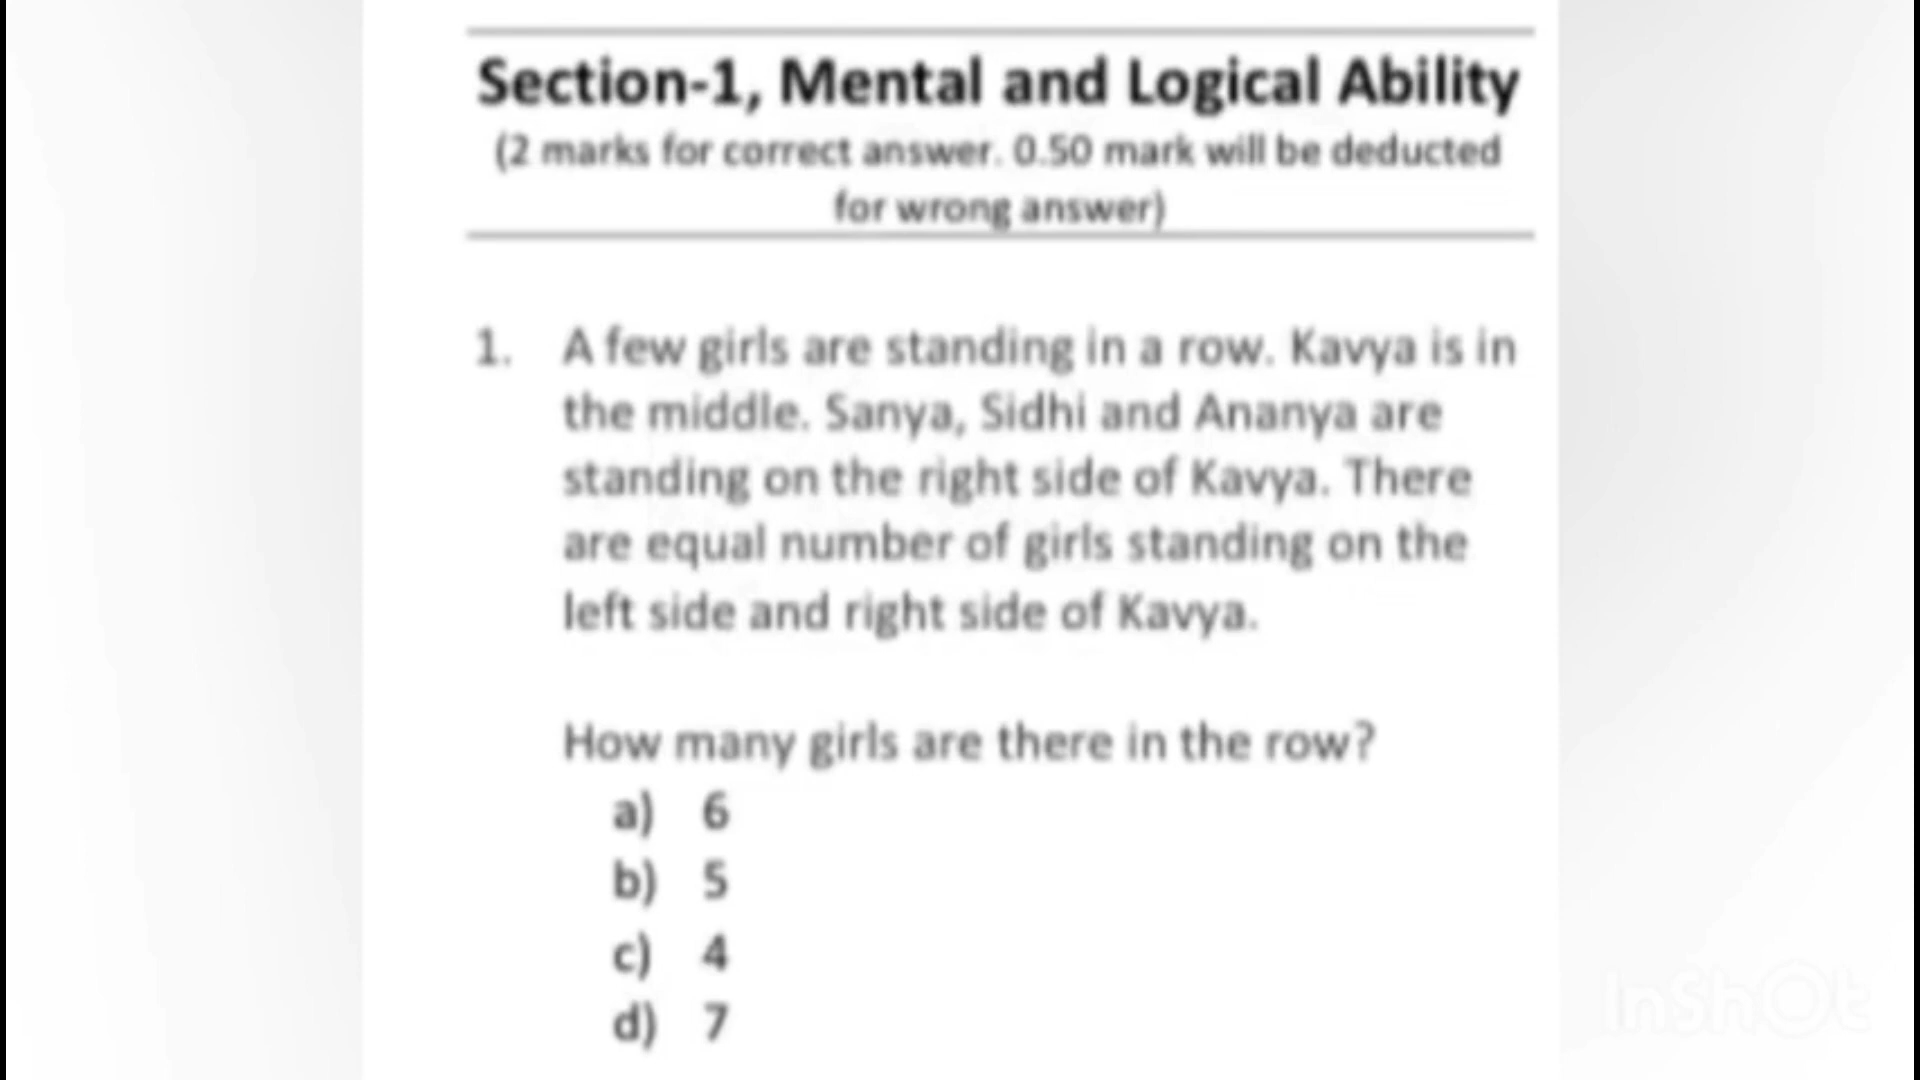 Section-1, Mental and Logical Ability
(2 marks for correct answer. 0.50 mark will be deducted
for wrong answer)
1. A few girls are standing in a row. Kavya is in
the middle. Sanya, Sidhi and Ananya are
standing on the right side of Kavya. There
are equal number of girls standing on the
left side and right side of Kavya.
How many girls are there in the row?
a) 6
b) 5
c) 4
d) 7
InShOt